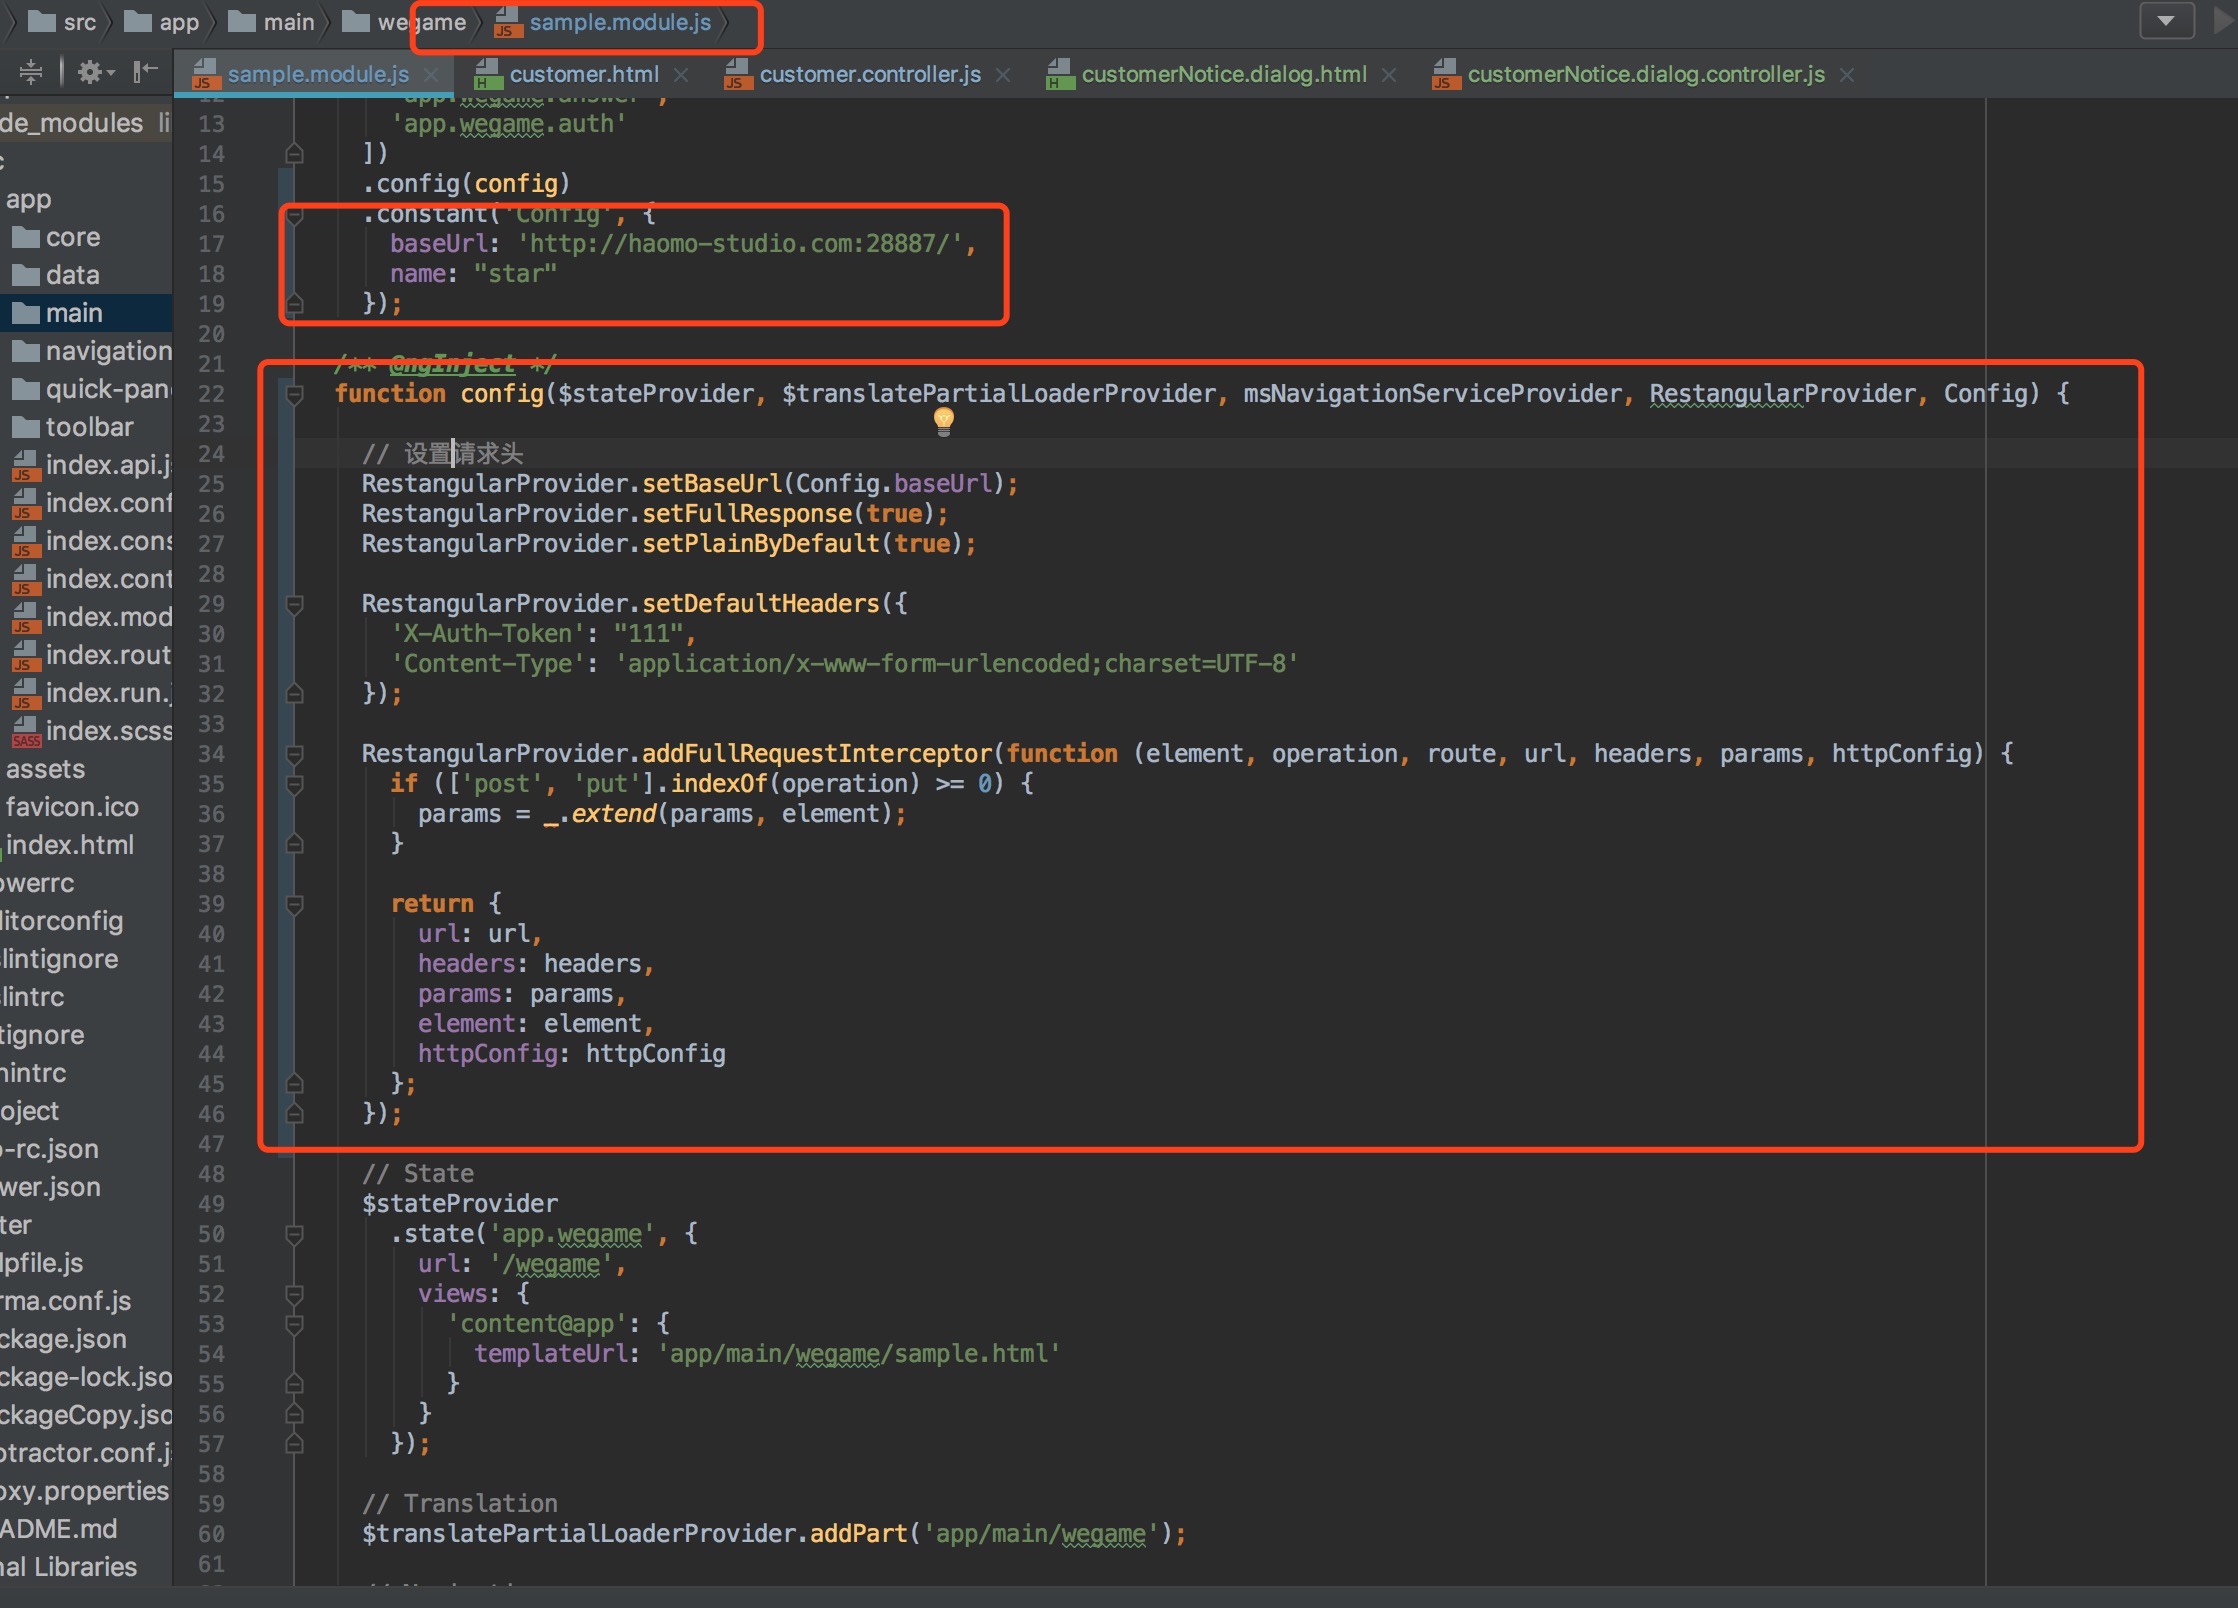 src app main wegame sample.module.js
sample.module.js customer.html customer.controller.js customerNotice.dialog.html customerNotice.dialog.controller.js
de_modules li
app
core
data
main
navigation
quick-pan
toolbar
index.api.j
index.conf
index.cons
index.cont
index.mod
index.rout
index.run.j
index.scss
assets
favicon.ico
index.html
owerrc
litorconfig
slintignore
slintrc
tignore
hintrc
oject
o-rc.json
wer.json
ter
lpfile.js
rma.conf.js
ckage.json
ckage-lock.jso
ckageCopy.jso
otractor.conf.j
oxy.properties
ADME.md
nal Libraries
12 'app.wegame.answer',
13 'app.wegame.auth'
14 ])
15 .config(config)
16 .constant('Config', {
17 baseUrl: 'http://haomo-studio.com:28887/',
18 name: "star"
19 });
20
21 /** @ngInject */
22 function config($stateProvider, $translatePartialLoaderProvider, msNavigationServiceProvider, RestangularProvider, Config) {
23
24 // 设置请求头
25 RestangularProvider.setBaseUrl(Config.baseUrl);
26 RestangularProvider.setFullResponse(true);
27 RestangularProvider.setPlainByDefault(true);
28
29 RestangularProvider.setDefaultHeaders({
30 'X-Auth-Token': "111",
31 'Content-Type': 'application/x-www-form-urlencoded;charset=UTF-8'
32 });
33
34 RestangularProvider.addFullRequestInterceptor(function (element, operation, route, url, headers, params, httpConfig) {
35 if (['post', 'put'].indexOf(operation) >= 0) {
36 params = _.extend(params, element);
37 }
38
39 return {
40 url: url,
41 headers: headers,
42 params: params,
43 element: element,
44 httpConfig: httpConfig
45 };
46 });
47
48 // State
49 $stateProvider
50 .state('app.wegame', {
51 url: '/wegame',
52 views: {
53 'content@app': {
54 templateUrl: 'app/main/wegame/sample.html'
55 }
56 }
57 });
58
59 // Translation
60 $translatePartialLoaderProvider.addPart('app/main/wegame');
61